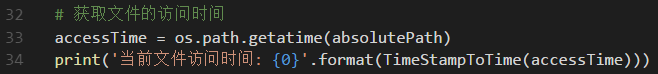 32 # 获取文件的访问时间
33 accessTime = os.path.getatime(absolutePath)
34 print('当前文件访问时间: {0}'.format(TimeStampToTime(accessTime)))